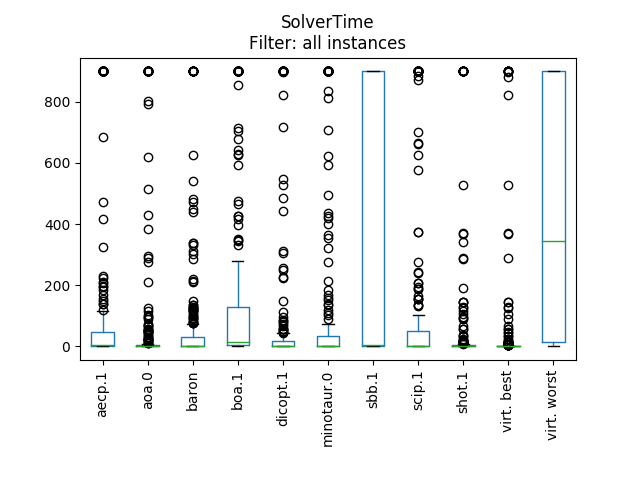 SolverTime
Filter: all instances
800
600
400
200
0
aecp.1
aoa.0
baron
boa.1
dicopt.1
minotaur.0
sbb.1
scip.1
shot.1
virt. best
virt. worst